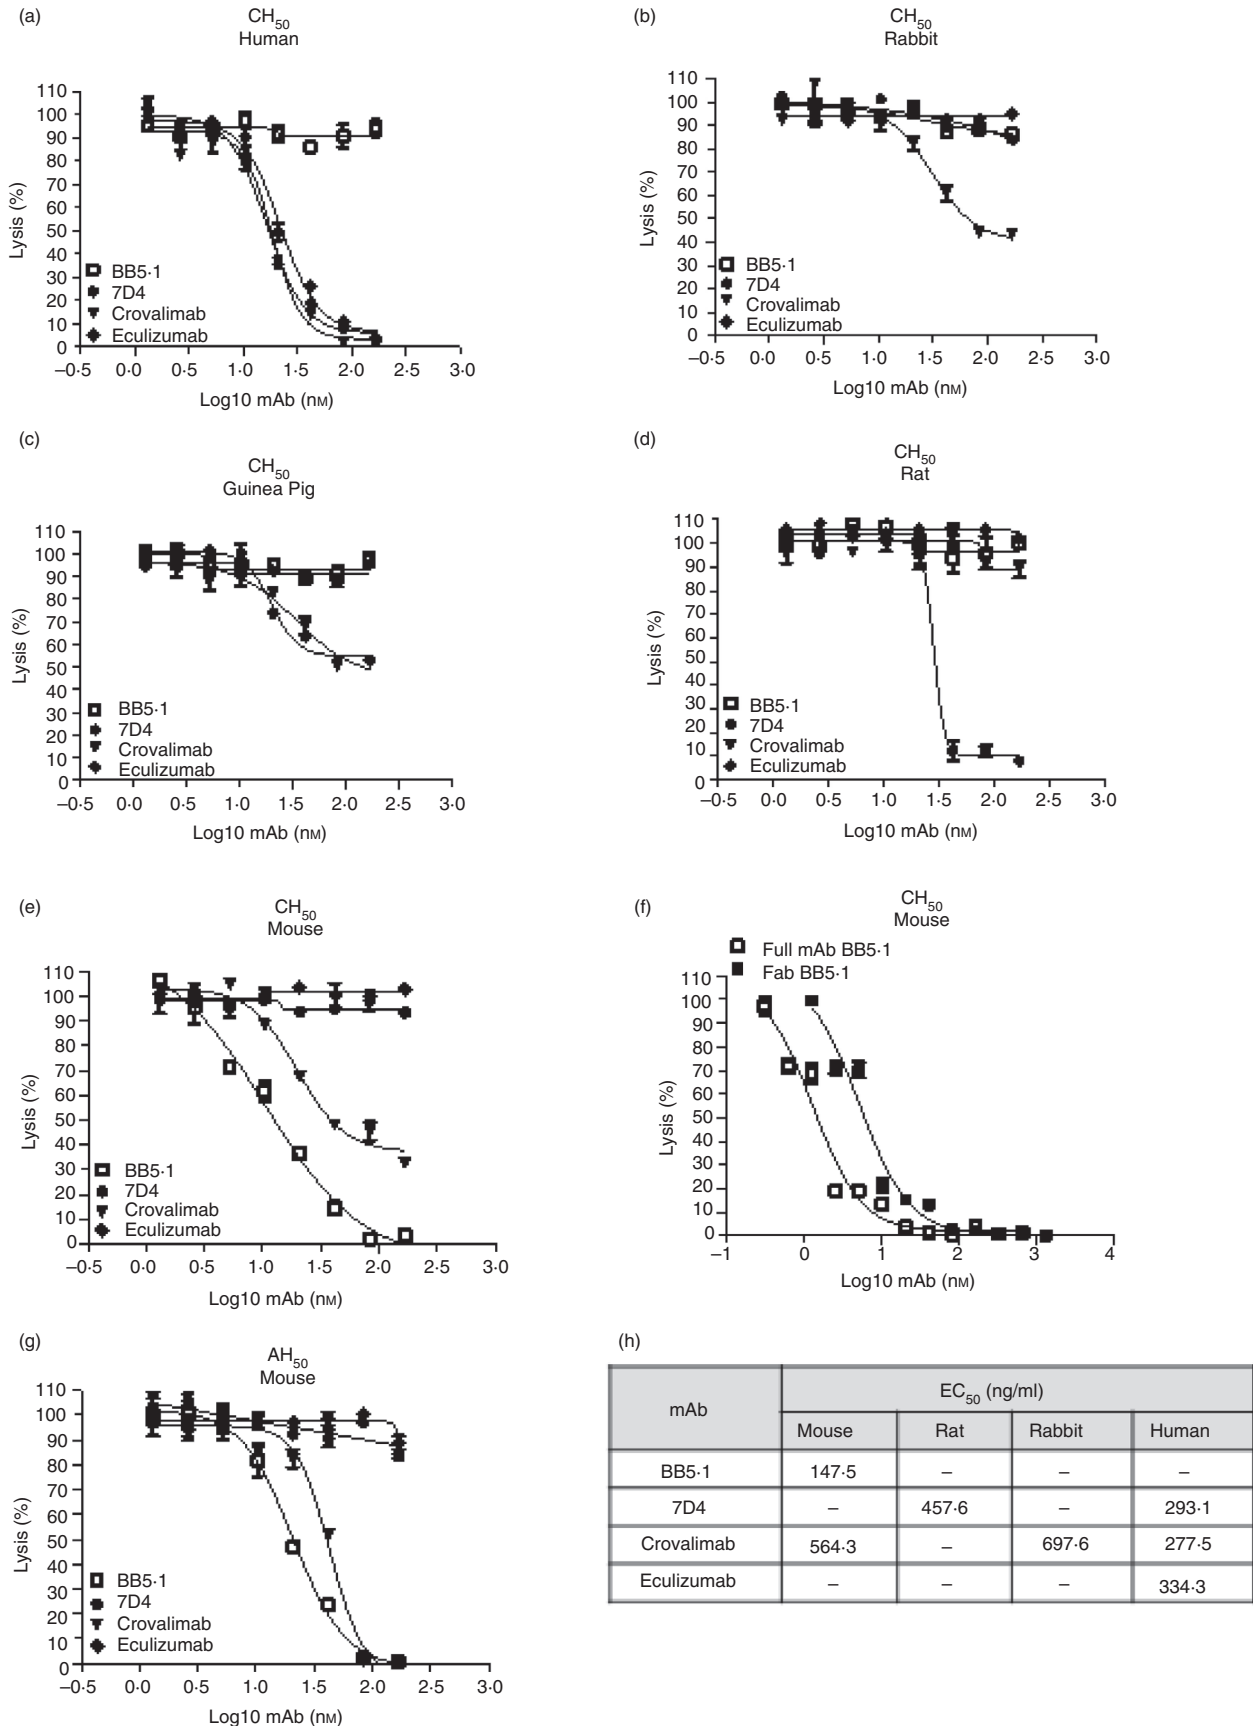 (a)
CH50
Human
110
100
90
80
70
60
50
40
30
20
10
0
Lysis (%)
BB5·1
7D4
Crovalimab
Eculizumab
–0·5 0·0 0·5 1·0 1·5 2·0 2·5 3·0
Log10 mAb (nM)
(b)
CH50
Rabbit
110
100
90
80
70
60
50
40
30
20
10
0
Lysis (%)
BB5·1
7D4
Crovalimab
Eculizumab
–0·5 0·0 0·5 1·0 1·5 2·0 2·5 3·0
Log10 mAb (nM)
(c)
CH50
Guinea Pig
110
100
90
80
70
60
50
40
30
20
10
0
Lysis (%)
BB5·1
7D4
Crovalimab
Eculizumab
–0·5 0·0 0·5 1·0 1·5 2·0 2·5 3·0
Log10 mAb (nM)
(d)
CH50
Rat
110
100
90
80
70
60
50
40
30
20
10
0
Lysis (%)
BB5·1
7D4
Crovalimab
Eculizumab
–0·5 0·0 0·5 1·0 1·5 2·0 2·5 3·0
Log10 mAb (nM)
(e)
CH50
Mouse
110
100
90
80
70
60
50
40
30
20
10
0
Lysis (%)
BB5·1
7D4
Crovalimab
Eculizumab
–0·5 0·0 0·5 1·0 1·5 2·0 2·5 3·0
Log10 mAb (nM)
(f)
CH50
Mouse
Full mAb BB5·1
Fab BB5·1
110
100
90
80
70
60
50
40
30
20
10
0
Lysis (%)
–1 0 1 2 3 4
Log10 mAb (nM)
(g)
AH50
Mouse
110
100
90
80
70
60
50
40
30
20
10
0
Lysis (%)
BB5·1
7D4
Crovalimab
Eculizumab
–0·5 0·0 0·5 1·0 1·5 2·0 2·5 3·0
Log10 mAb (nM)
(h)
mAb EC50 (ng/ml)
Mouse Rat Rabbit Human
BB5·1 147·5 – – –
7D4 – 457·6 – 293·1
Crovalimab 564·3 – 697·6 277·5
Eculizumab – – – 334·3